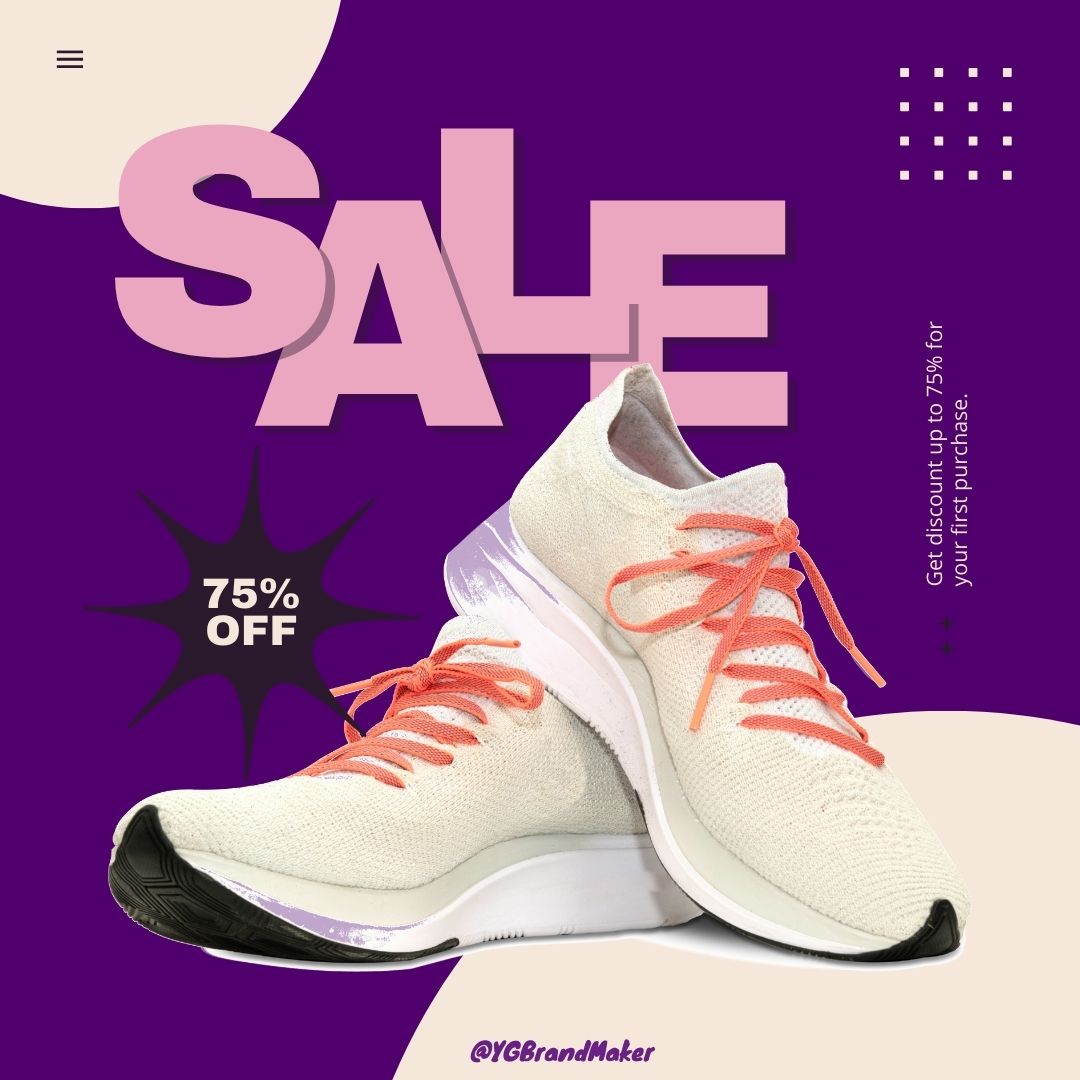 SALE
75%
OFF
Get discount up to 75% for
your first purchase.
@YGBrandMaker